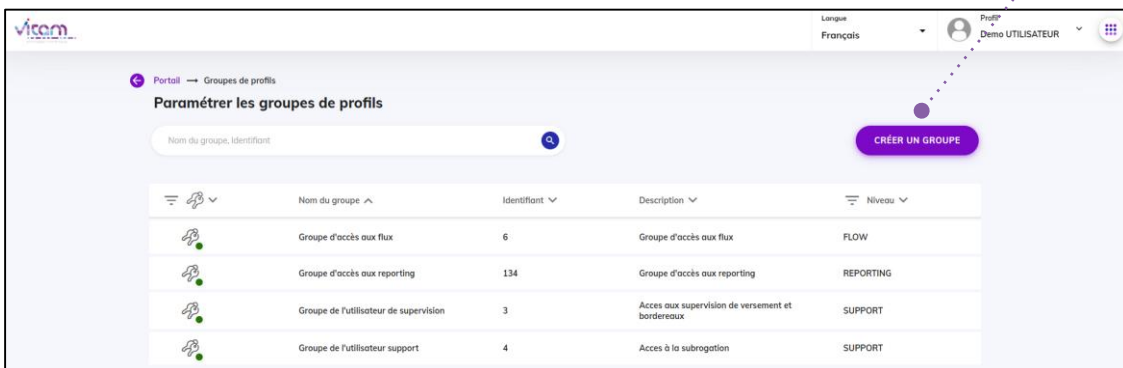 vitam
Langue
Français
Profil*
Demo UTILISATEUR
Portail → Groupes de profils
Paramétrer les groupes de profils
Nom du groupe, Identifiant
CRÉER UN GROUPE
Nom du groupe Identifiant Description Niveau
Groupe d'accès aux flux 6 Groupe d'accès aux flux FLOW
Groupe d'accès aux reporting 134 Groupe d'accès aux reporting REPORTING
Groupe de l'utilisateur de supervision 3 Acces aux supervision de versement et bordereaux SUPPORT
Groupe de l'utilisateur support 4 Acces à la subrogation SUPPORT